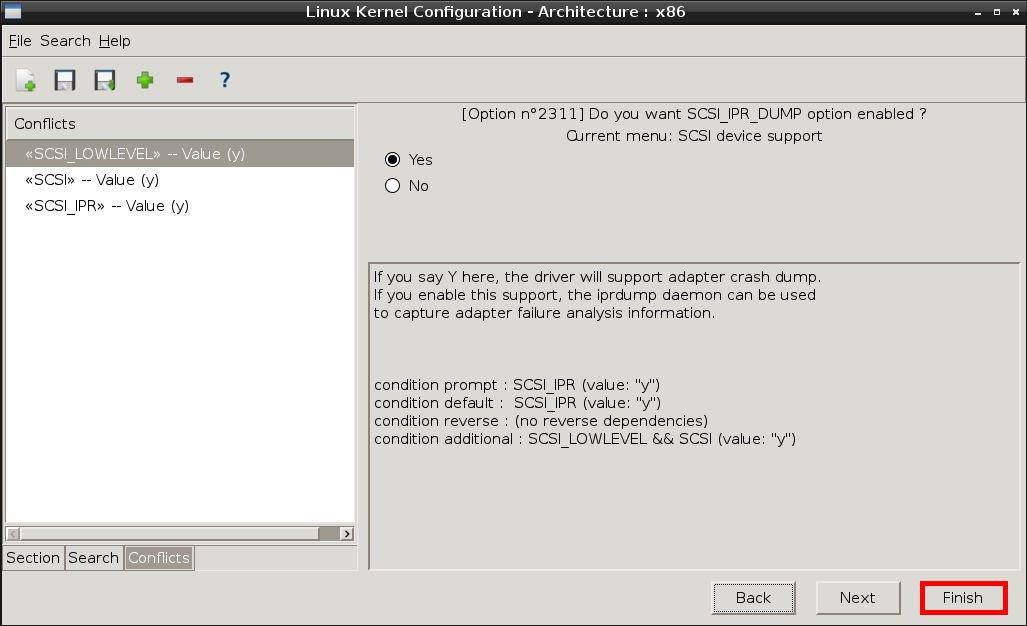 Linux Kernel Configuration - Architecture : x86
File Search Help
?
Conflicts
«SCSI_LOWLEVEL» -- Value (y)
«SCSI» -- Value (y)
«SCSI_IPR» -- Value (y)
Section Search Conflicts
[Option n°2311] Do you want SCSI_IPR_DUMP option enabled ?
Current menu: SCSI device support
Yes
No
If you say Y here, the driver will support adapter crash dump.
If you enable this support, the iprdump daemon can be used
to capture adapter failure analysis information.
condition prompt : SCSI_IPR (value: "y")
condition default :  SCSI_IPR (value: "y")
condition reverse : (no reverse dependencies)
condition additional : SCSI_LOWLEVEL && SCSI (value: "y")
Back Next Finish